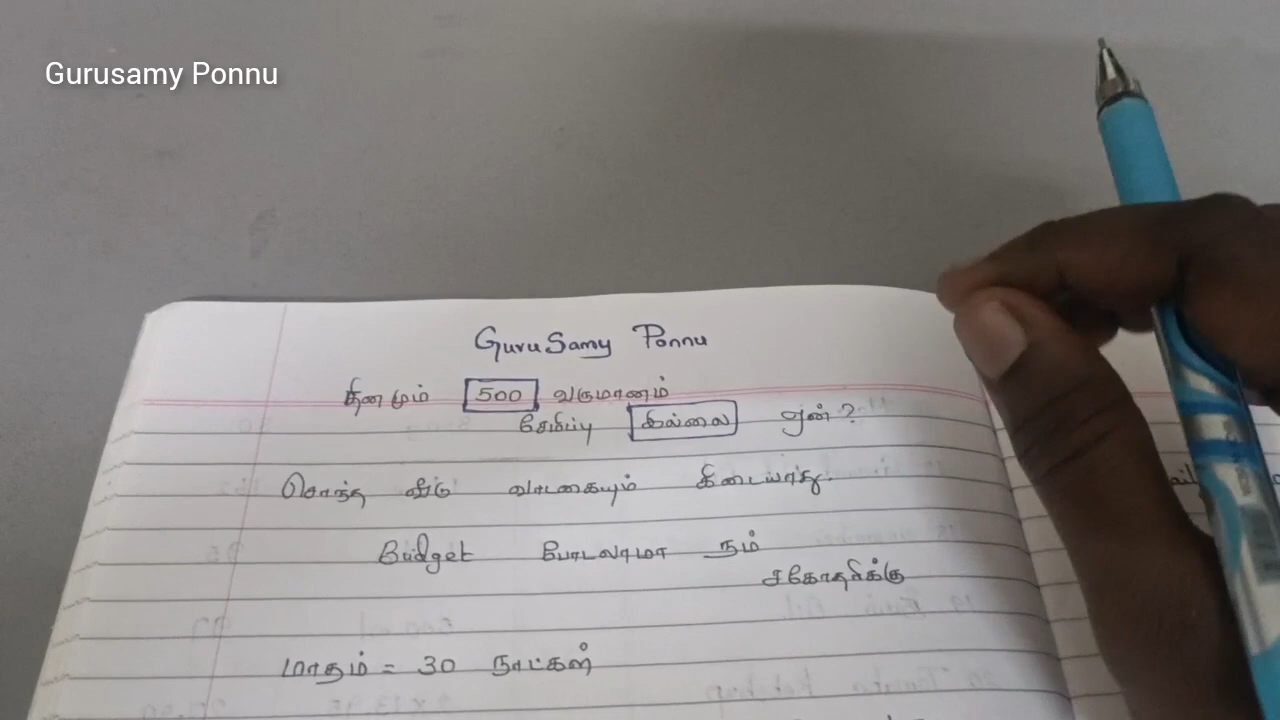 Gurusamy Ponnu
GuruSamy Ponnu
தினமும் 500 வருமானம்
சேமிப்பு இல்லை ஏன்?
சொந்த வீடு வாடகையும் கிடையாது.
Budget போடலாமா நம்
சகோதரிக்கு
மாதம் = 30 நாட்கள்